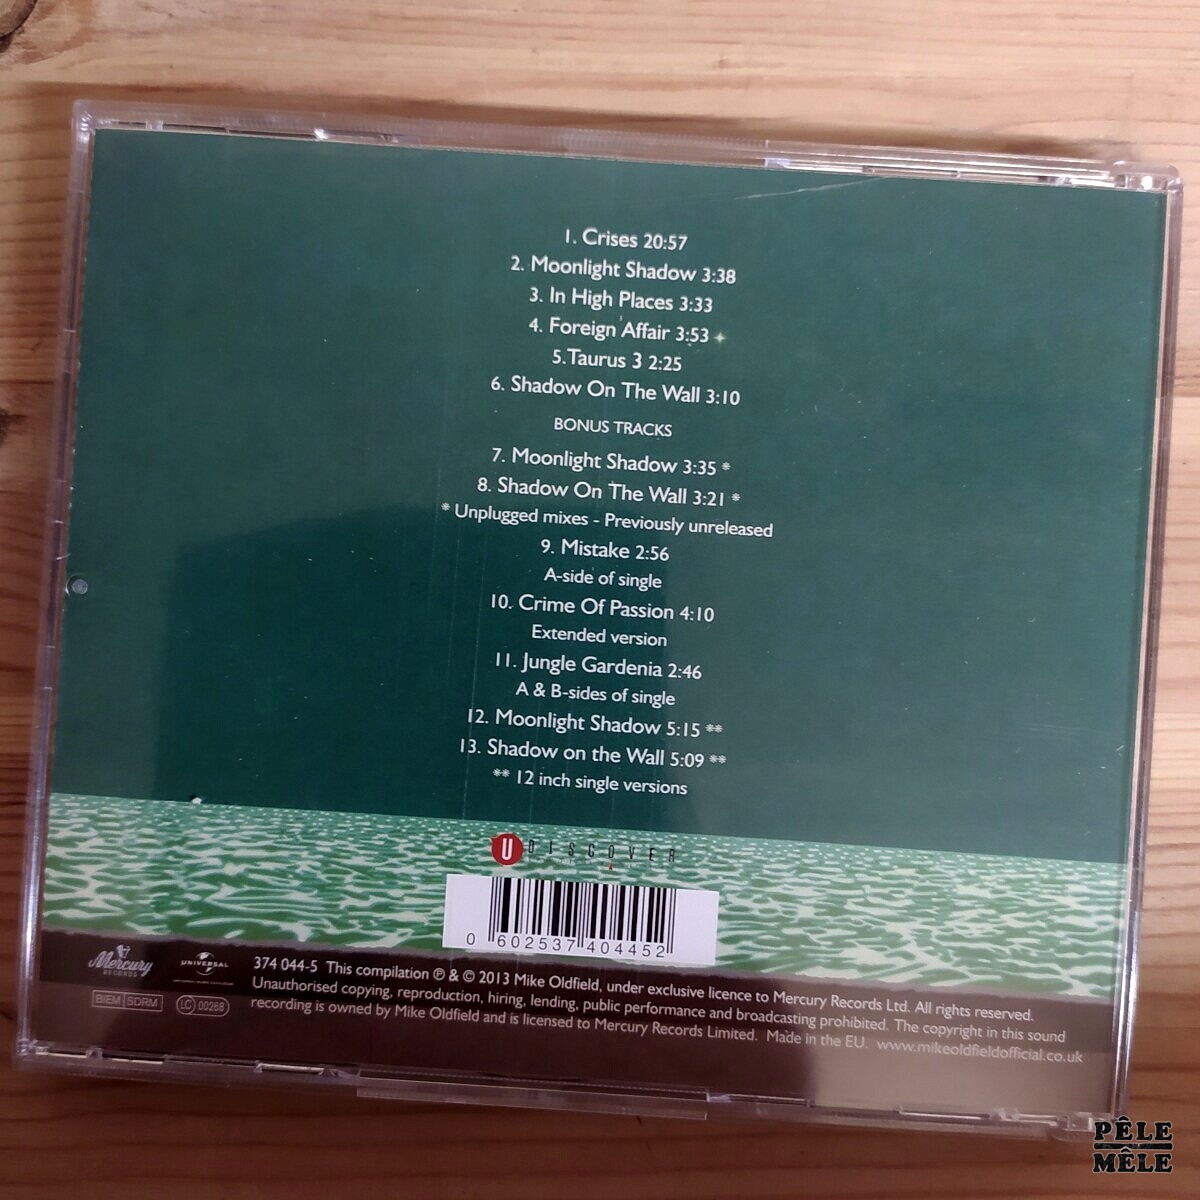 1. Crises 20:57
2. Moonlight Shadow 3:38
3. In High Places 3:33
4. Foreign Affair 3:53
5. Taurus 3 2:25
6. Shadow On The Wall 3:10
BONUS TRACKS
7. Moonlight Shadow 3:35 *
8. Shadow On The Wall 3:21 *
* Unplugged mixes - Previously unreleased
9. Mistake 2:56
A-side of single
10. Crime Of Passion 4:10
Extended version
11. Jungle Gardenia 2:46
A & B-sides of single
12. Moonlight Shadow 5:15 **
13. Shadow on the Wall 5:09 **
** 12 inch single versions
U DISCOVER
0 602537 404452
Mercury
RECORDS
UNIVERSAL
BIEM SDRM
LC 00268
374 044-5 This compilation ℗ & © 2013 Mike Oldfield, under exclusive licence to Mercury Records Ltd. All rights reserved.
Unauthorised copying, reproduction, hiring, lending, public performance and broadcasting prohibited. The copyright in this sound
recording is owned by Mike Oldfield and is licensed to Mercury Records Limited. Made in the EU. www.mikeoldfieldofficial.co.uk
PÊLE
MÊLE